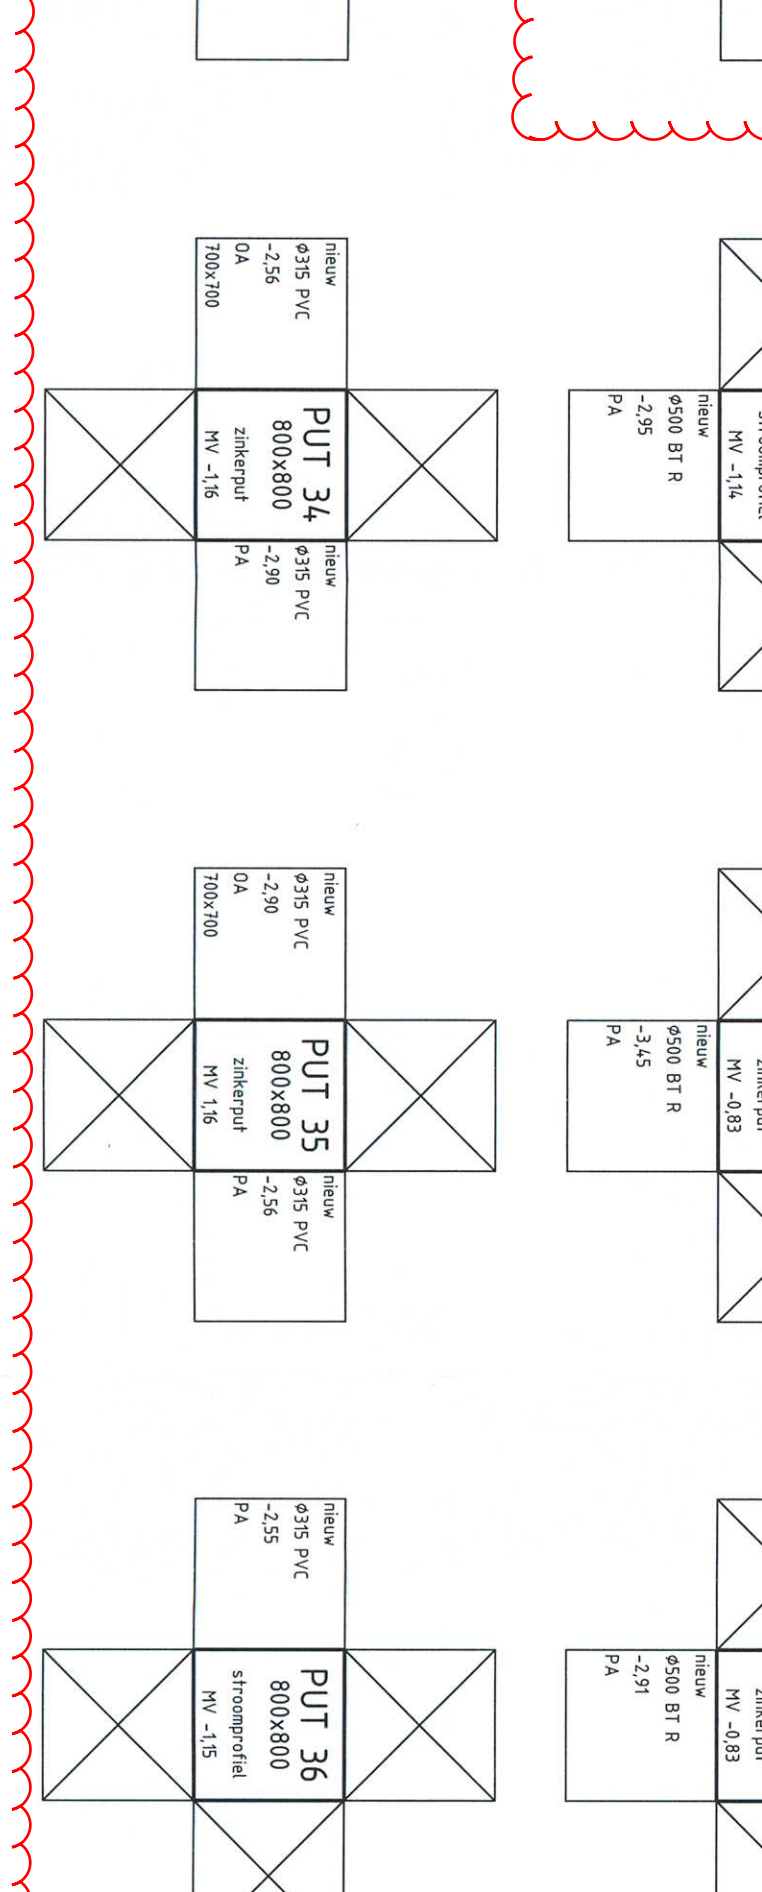 nieuw
ø315 PVC
-2,56
OA
700x700
PUT 34
800x800
zinkerput
MV -1,16
nieuw
ø315 PVC
-2,90
PA
nieuw
ø500 BT R
-2,95
PA
MV -1,14
nieuw
ø315 PVC
-2,90
OA
700x700
PUT 35
800x800
zinkerput
MV 1,16
nieuw
ø315 PVC
-2,56
PA
nieuw
ø500 BT R
-3,45
PA
MV -0,83
nieuw
ø315 PVC
-2,55
PA
PUT 36
800x800
stroomprofiel
MV -1,15
nieuw
ø500 BT R
-2,91
PA
MV -0,83